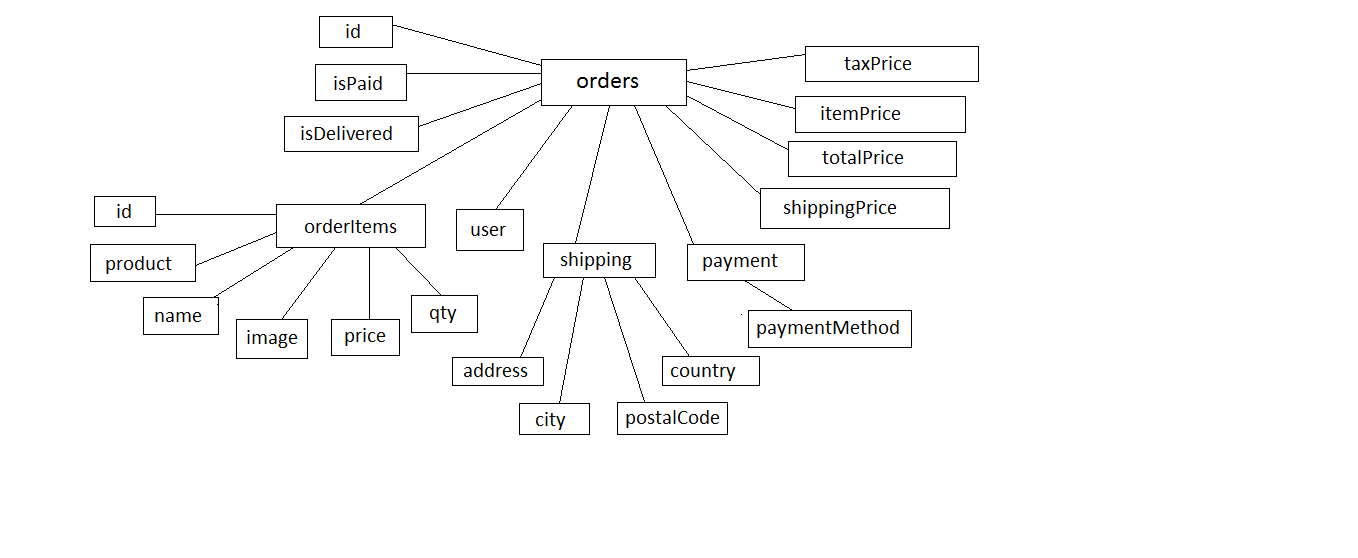 id
orders
taxPrice
isPaid
itemPrice
isDelivered
totalPrice
shippingPrice
id
orderItems
user
product
shipping
payment
name
image
price
qty
paymentMethod
address
country
city
postalCode